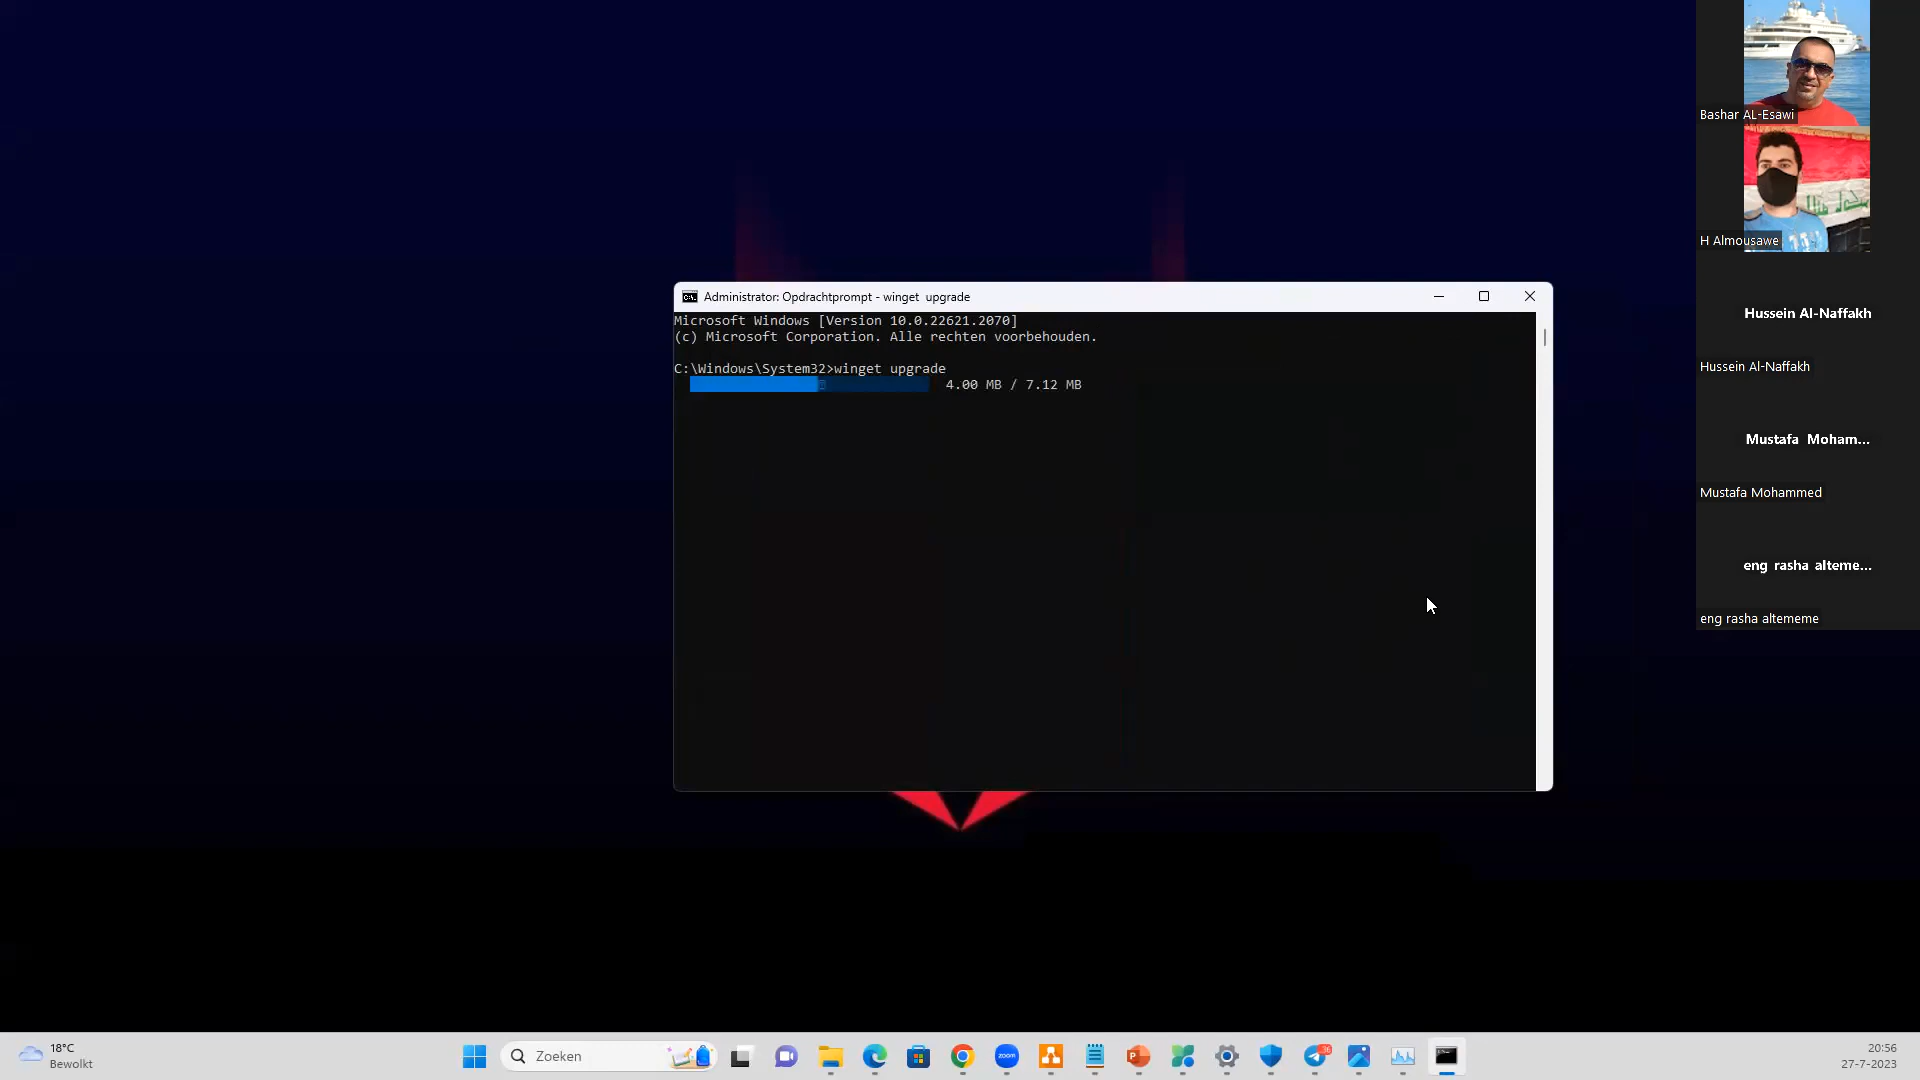 Bashar AL-Esawi
H Almousawe
Hussein Al-Naffakh
Hussein Al-Naffakh
Mustafa Moham...
Mustafa Mohammed
eng rasha alteme...
eng rasha altememe
Administrator: Opdrachtprompt - winget upgrade
Microsoft Windows [Version 10.0.22621.2070]
(c) Microsoft Corporation. Alle rechten voorbehouden.
C:\Windows\System32>winget upgrade
4.00 MB / 7.12 MB
18°C
Bewolkt
Zoeken
zoom
36
20:56
27-7-2023